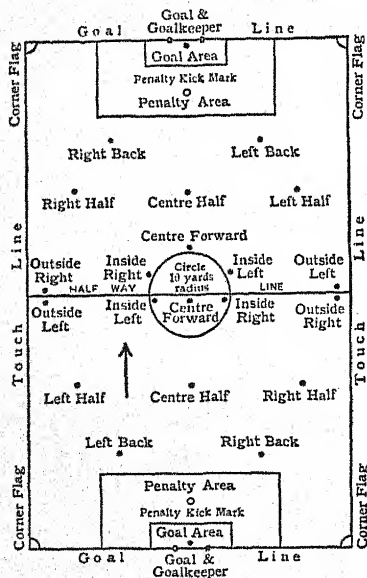 Goal &
Goal Goalkeeper Line
Corner Flag
Corner Flag
Goal Area
Penalty Kick Mark
Penalty Area
Right Back Left Back
Right Half Centre Half Left Half
Centre Forward
Outside Right
Inside Right
Circle 10 yards radius
Inside Left
Outside Left
HALF WAY LINE
Touch Line
Touch Line
Outside Left
Inside Left
Centre Forward
Inside Right
Outside Right
Left Half Centre Half Right Half
Left Back Right Back
Penalty Area
Penalty Kick Mark
Goal Area
Corner Flag
Corner Flag
Goal Goal & Line
Goalkeeper